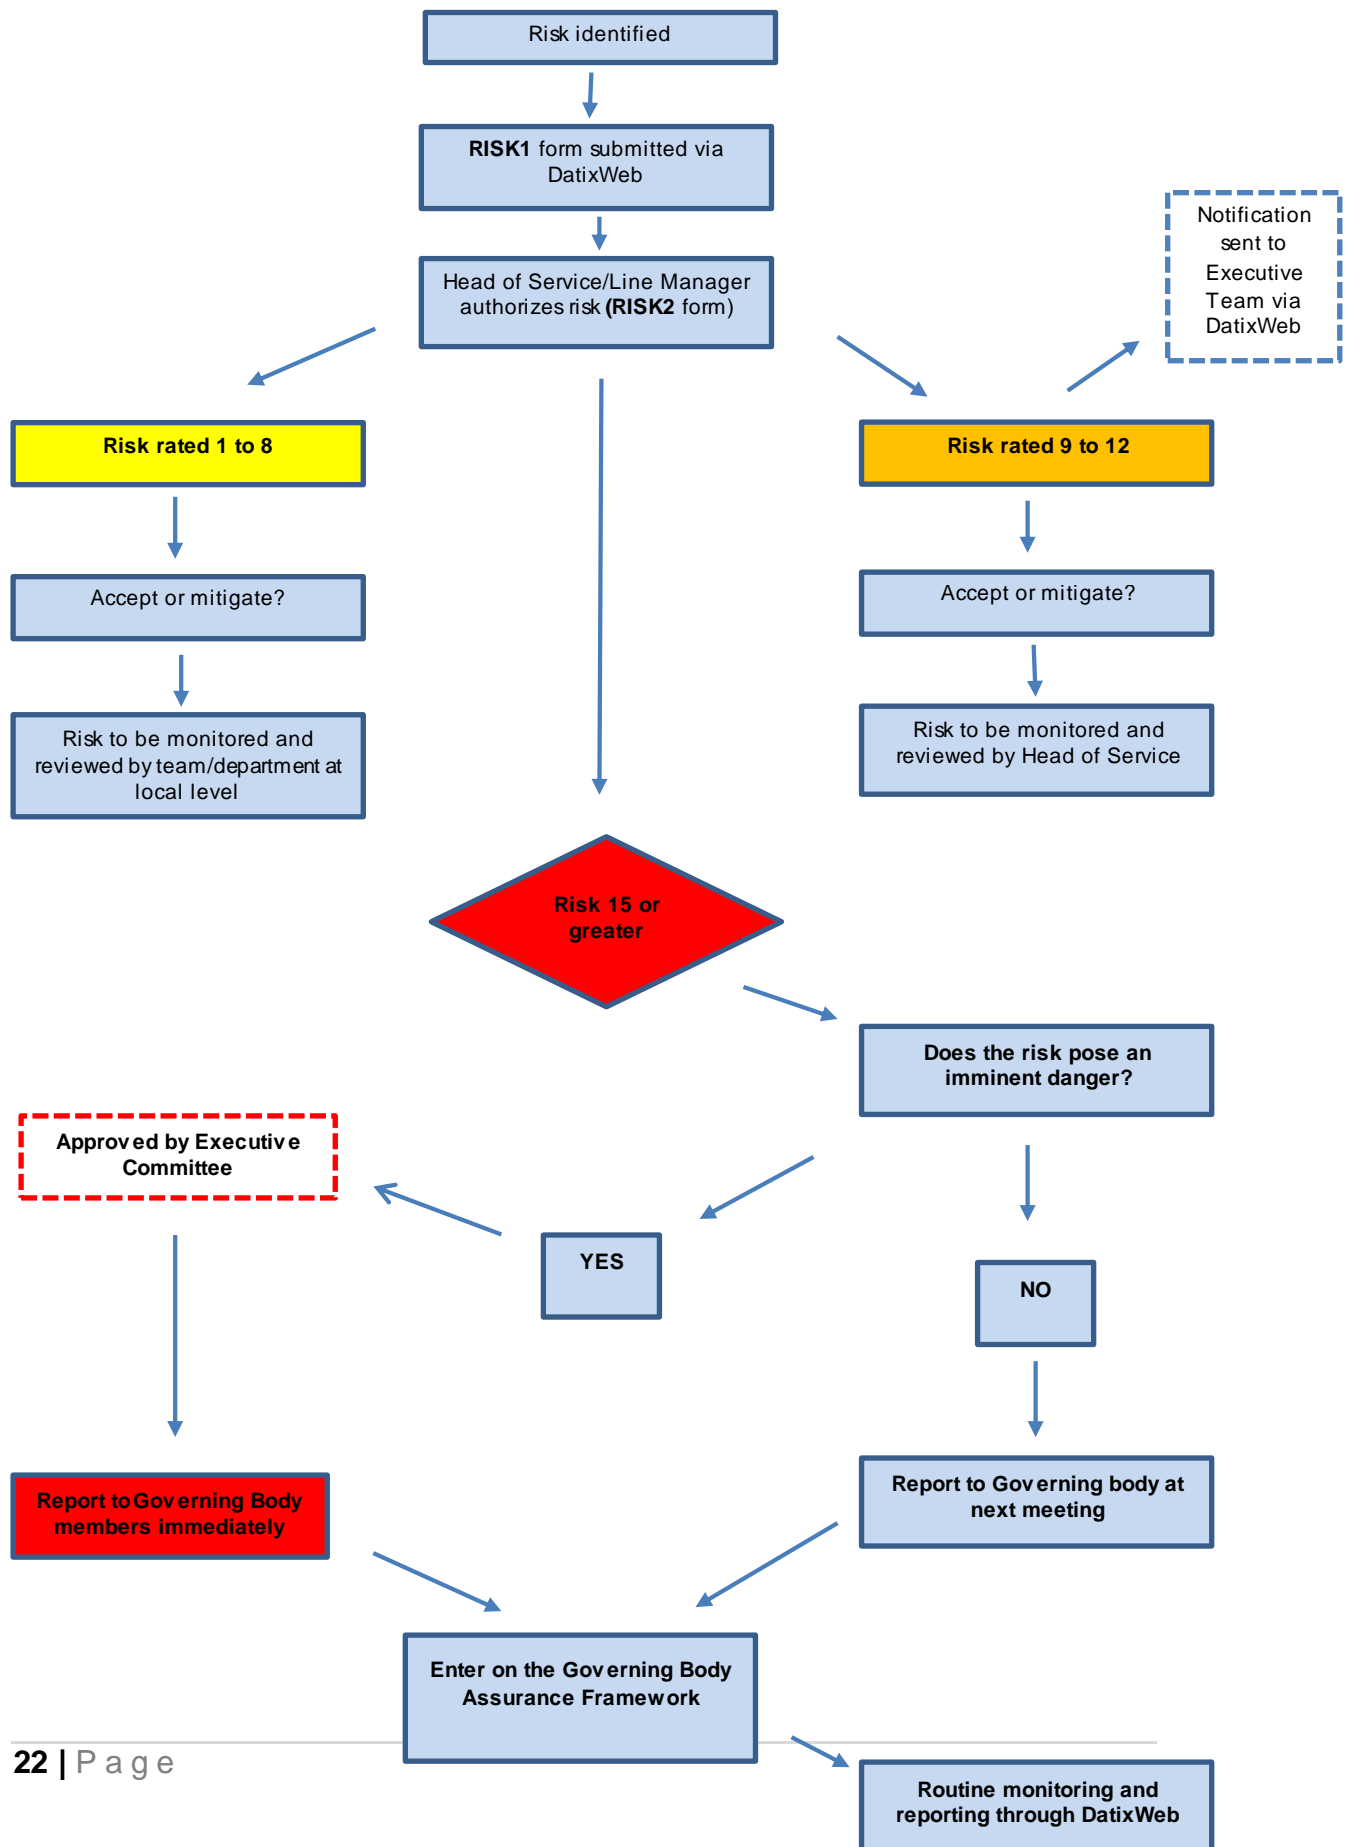 Risk identified
RISK1 form submitted via
DatixWeb
Notification
sent to
Executive
Team via
DatixWeb
Head of Service/Line Manager
authorizes risk (RISK2 form)
Risk rated 1 to 8
Risk rated 9 to 12
Accept or mitigate?
Accept or mitigate?
Risk to be monitored and
reviewed by team/department at
local level
Risk to be monitored and
reviewed by Head of Service
Risk 15 or
greater
Does the risk pose an
imminent danger?
Approved by Executive
Committee
YES
NO
Report to Governing Body
members immediately
Report to Governing body at
next meeting
Enter on the Governing Body
Assurance Framework
22 | Page
Routine monitoring and
reporting through DatixWeb